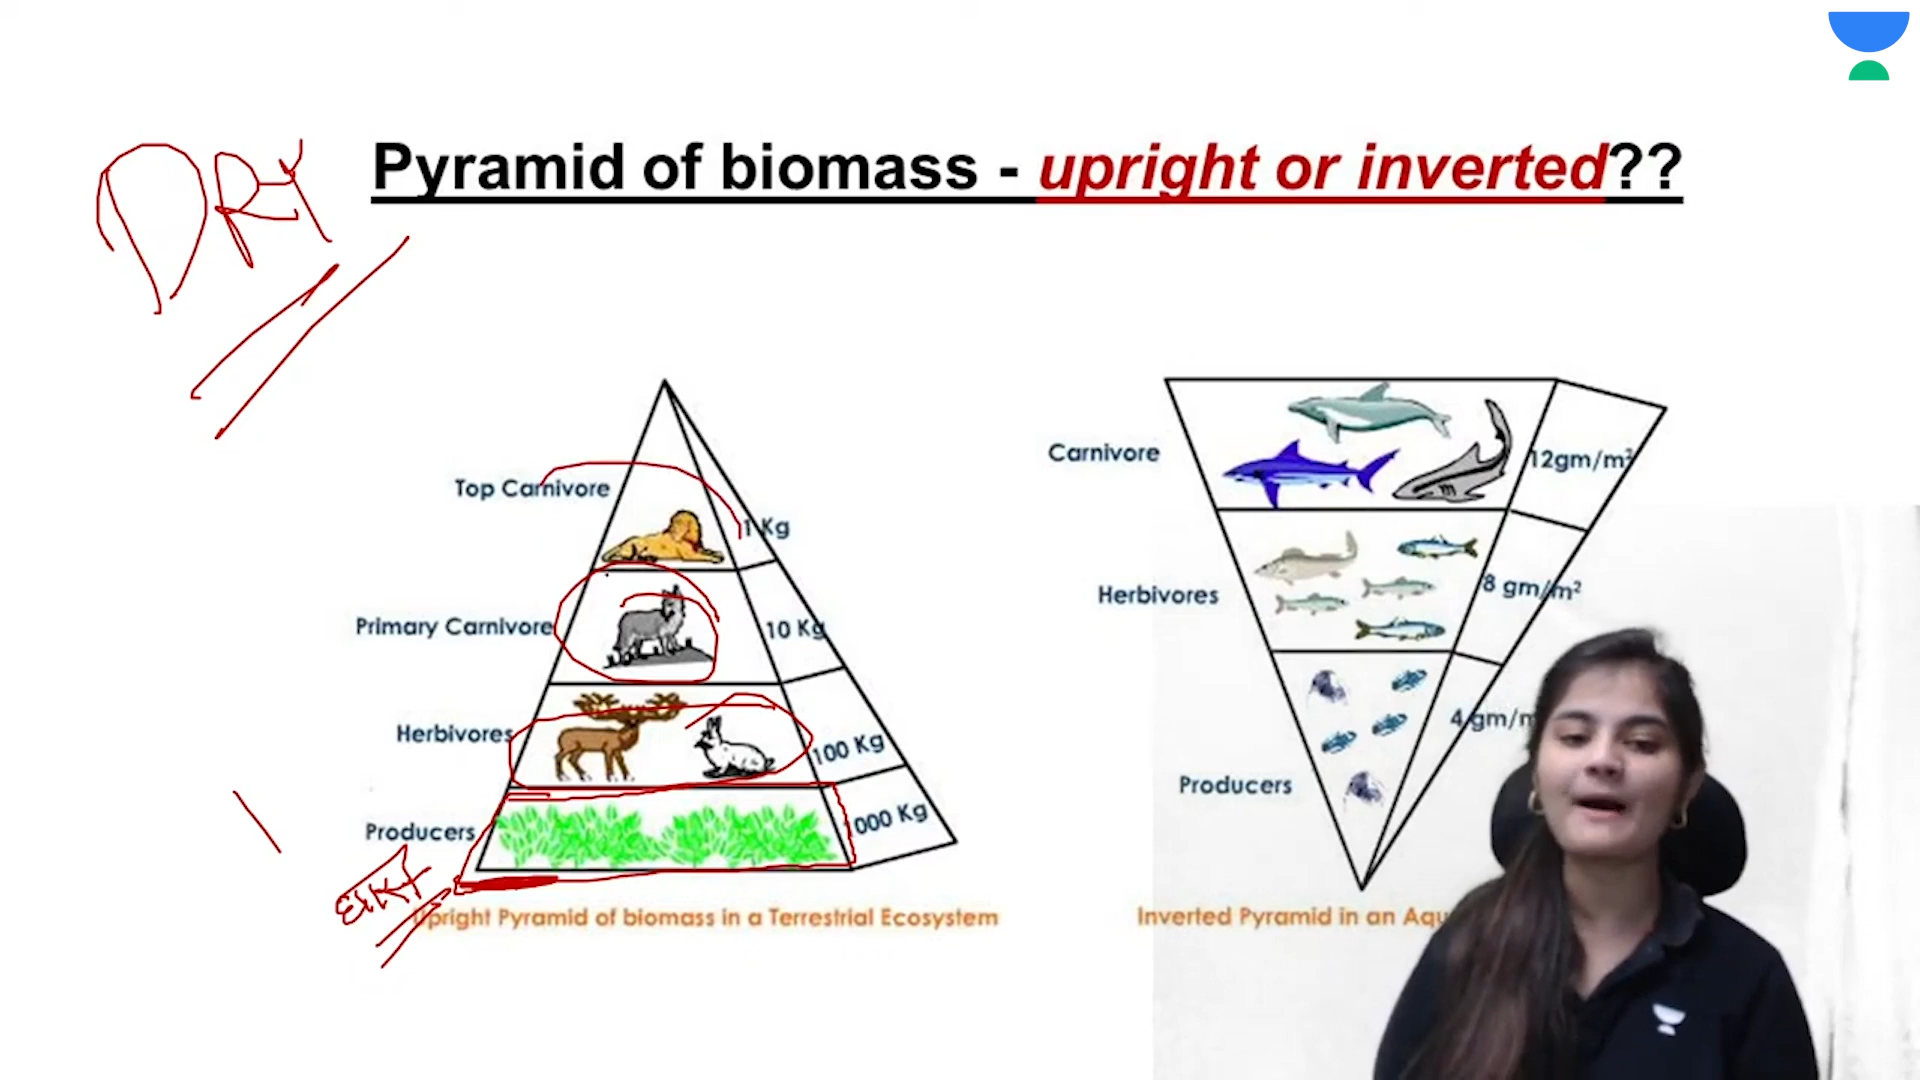 DRY
Pyramid of biomass - upright or inverted??
Top Carnivore
1 Kg
Primary Carnivore
10 Kg
Herbivores
100 Kg
Producers
000 Kg
Upright Pyramid of biomass in a Terrestrial Ecosystem
Carnivore
12gm/m²
Herbivores
8 gm/m²
4 gm/m
Producers
Inverted Pyramid in an Aqu